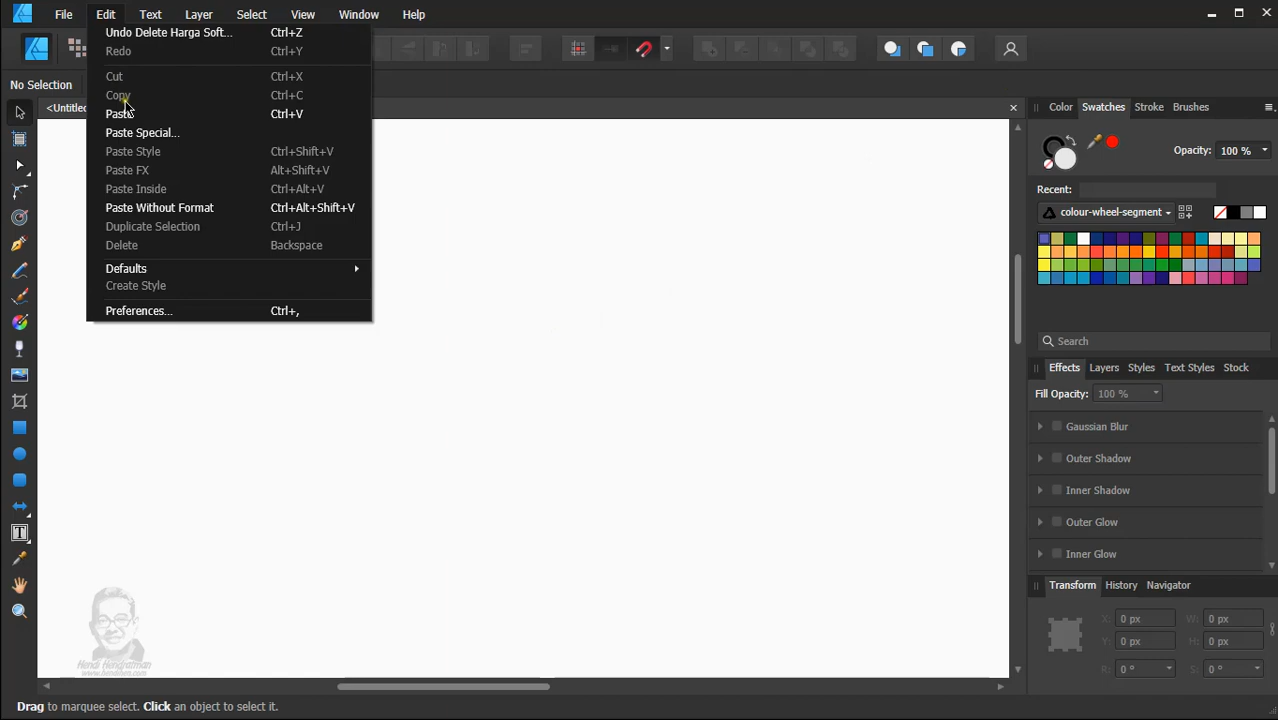 File Edit Text Layer Select View Window Help
Undo Delete Harga Soft... Ctrl+Z
Redo Ctrl+Y
Cut Ctrl+X
Copy Ctrl+C
Paste Ctrl+V
Paste Special...
Paste Style Ctrl+Shift+V
Paste FX Alt+Shift+V
Paste Inside Ctrl+Alt+V
Paste Without Format Ctrl+Alt+Shift+V
Duplicate Selection Ctrl+J
Delete Backspace
Defaults
Create Style
Preferences... Ctrl+,
No Selection
<Untitled
Color Swatches Stroke Brushes
Opacity: 100 %
Recent:
colour-wheel-segment
Search
Effects Layers Styles Text Styles Stock
Fill Opacity: 100 %
Gaussian Blur
Outer Shadow
Inner Shadow
Outer Glow
Inner Glow
Transform History Navigator
X: 0 px W: 0 px
Y: 0 px H: 0 px
R: 0 ° S: 0 °
Hendi Hengratman
www.hendihen.com
Drag to marquee select. Click an object to select it.